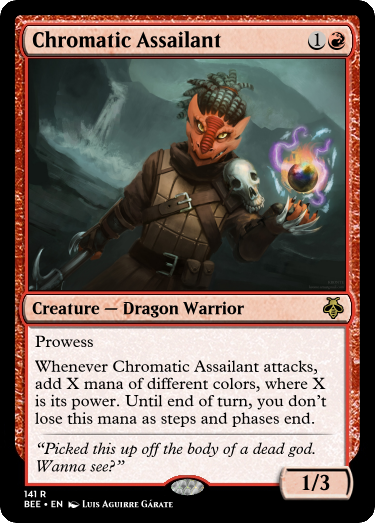 Chromatic Assailant 1
Creature — Dragon Warrior
Prowess
Whenever Chromatic Assailant attacks,
add X mana of different colors, where X
is its power. Until end of turn, you don't
lose this mana as steps and phases end.
“Picked this up off the body of a dead god.
Wanna see?”
1/3
141 R
BEE • EN Luis Aguirre Gárate